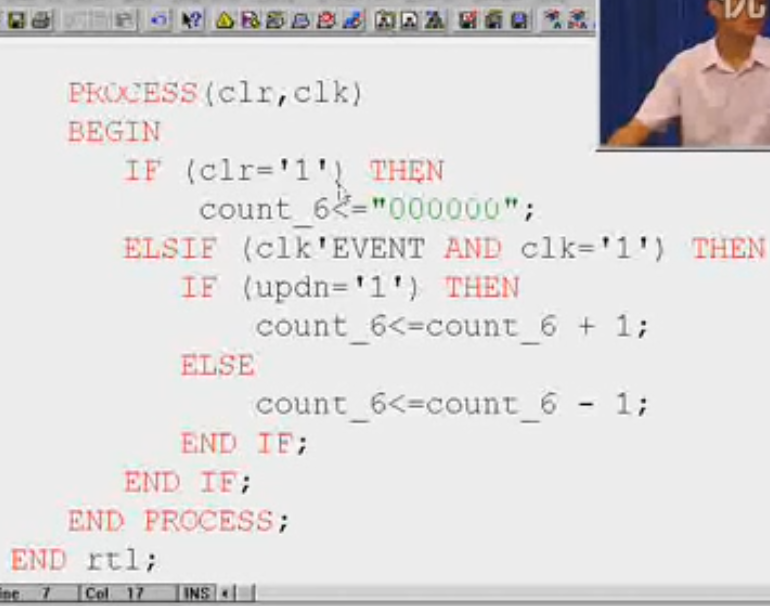 PROCESS(clr,clk)
BEGIN
IF (clr='1') THEN
count_6<="000000";
ELSIF (clk'EVENT AND clk='1') THEN
IF (updn='1') THEN
count_6<=count_6 + 1;
ELSE
count_6<=count_6 - 1;
END IF;
END IF;
END PROCESS;
END rtl;
7 Col 17 INS